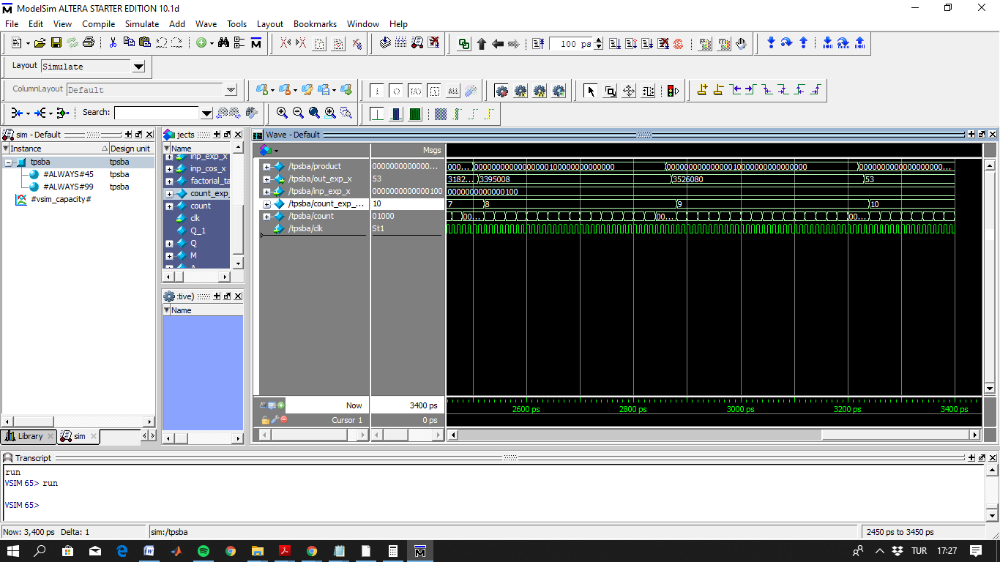 ModelSim ALTERA STARTER EDITION 10.1d
File Edit View Compile Simulate Add Wave Tools Layout Bookmarks Window Help
100 ps
Layout Simulate
ColumnLayout Default
Search:
sim - Default
Instance Design unit
tpsba tpsba
#ALWAYS#45 tpsba
#ALWAYS#99 tpsba
#vsim_capacity#
Library sim
jects
Name
inp_exp_x
inp_cos_x
factorial_ta
count_exp_
count
clk
Q_1
Q
M
:tive)
Name
Wave - Default
Msgs
/tpsba/product 0000000000000... 000... 000000000000000000100000000000000 00000000000000010000000000000000 0000000000000000000...
/tpsba/out_exp_x 53 3182... 3395008 3526080 53
/tpsba/inp_exp_x 0000000000000100 0000000000000100
/tpsba/count_exp_... 10 7 8 9 10
/tpsba/count 01000 00... 00... 00...
/tpsba/clk St1
Now 3400 ps 2600 ps 2800 ps 3000 ps 3200 ps 3400 ps
Cursor 1 0 ps
Transcript
run
VSIM 65> run
VSIM 65>
Now: 3,400 ps Delta: 1 sim:/tpsba 2450 ps to 3450 ps
TUR 17:27